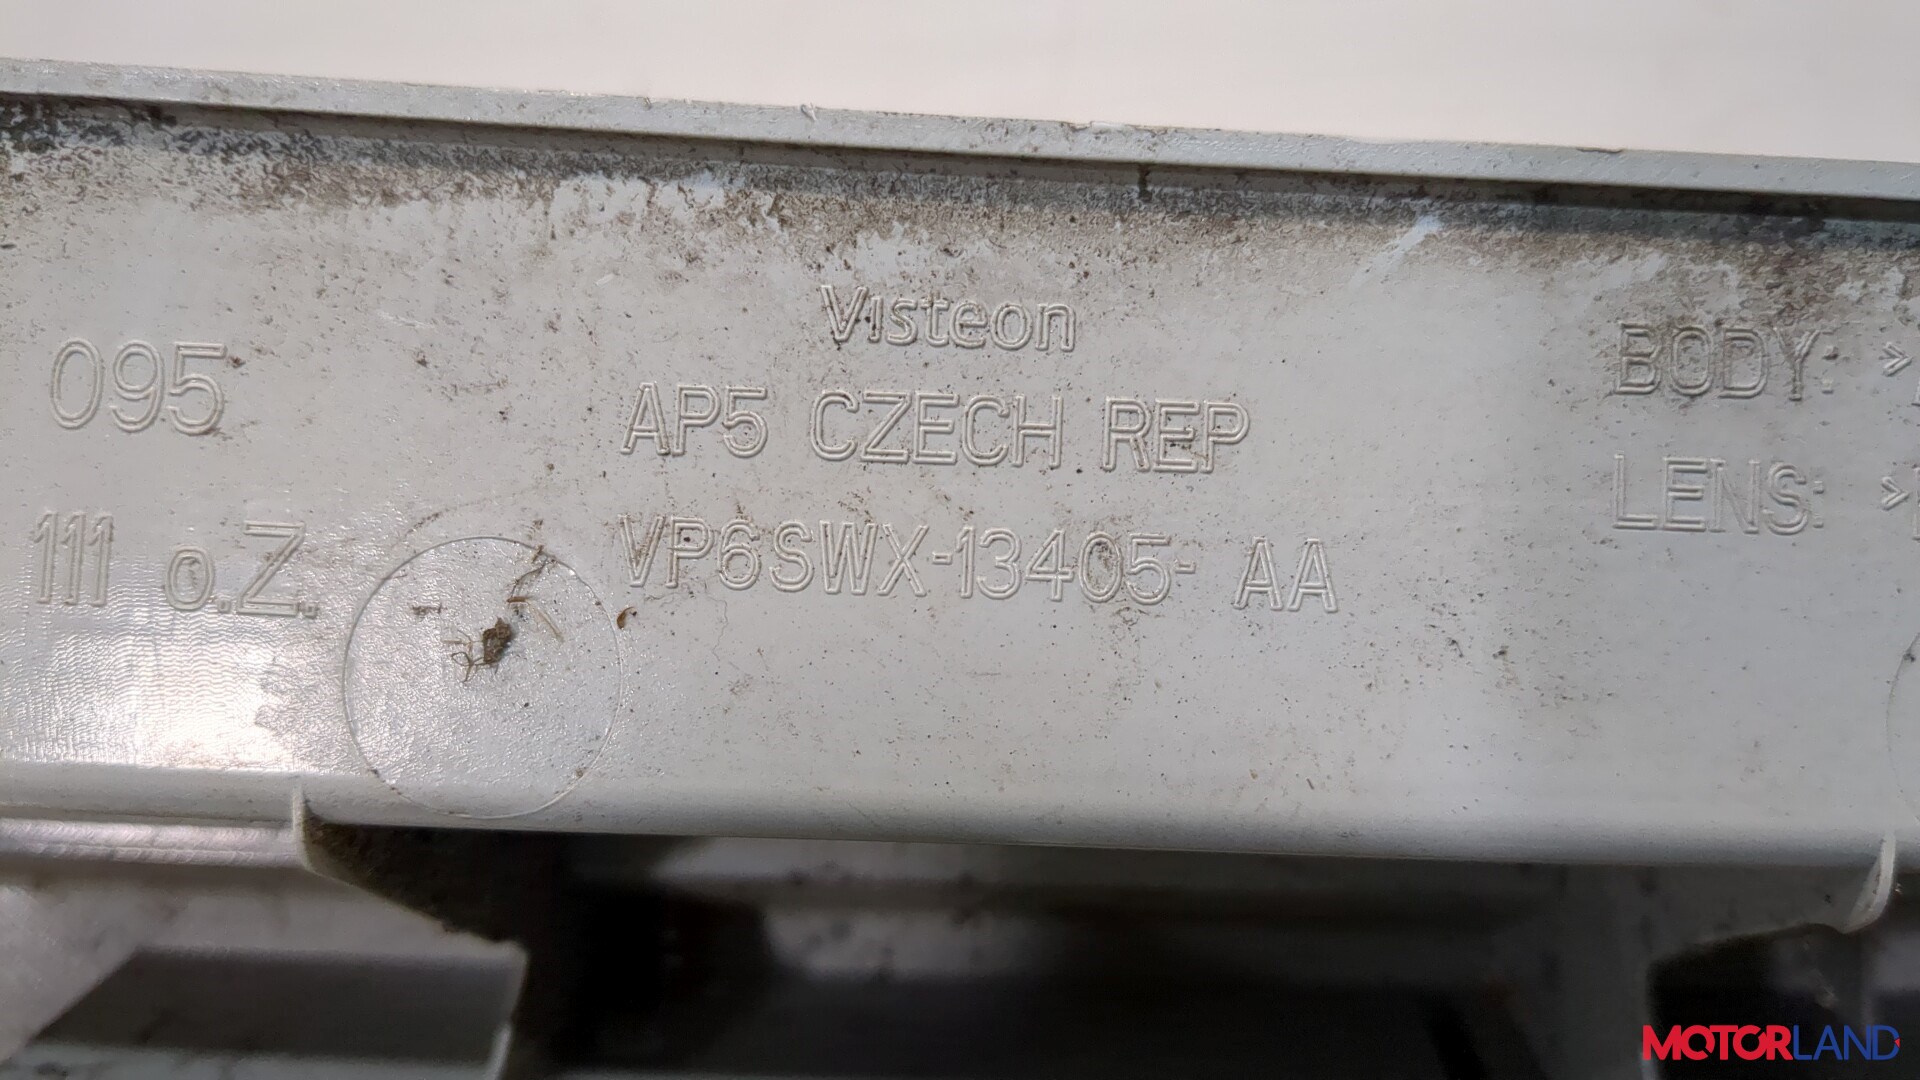 Visteon
095
AP5 CZECH REP
BODY: >
LENS: >
111 o.Z.
VP6SWX-13405- AA
MOTORLAND